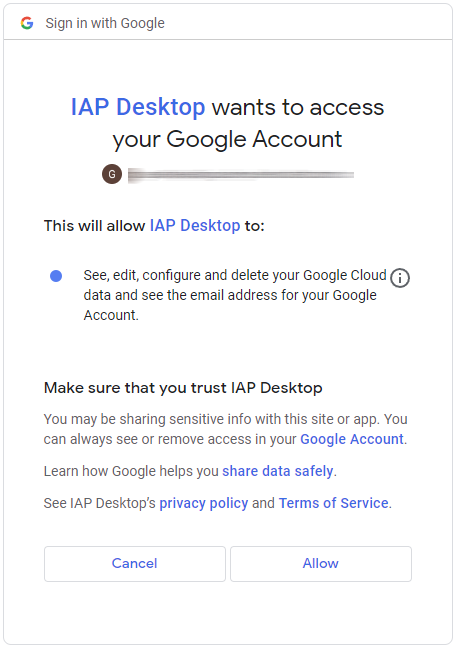 Sign in with Google
IAP Desktop wants to access
your Google Account
G
This will allow IAP Desktop to:
See, edit, configure and delete your Google Cloud
data and see the email address for your Google
Account.
Make sure that you trust IAP Desktop
You may be sharing sensitive info with this site or app. You
can always see or remove access in your Google Account.
Learn how Google helps you share data safely.
See IAP Desktop’s privacy policy and Terms of Service.
Cancel
Allow